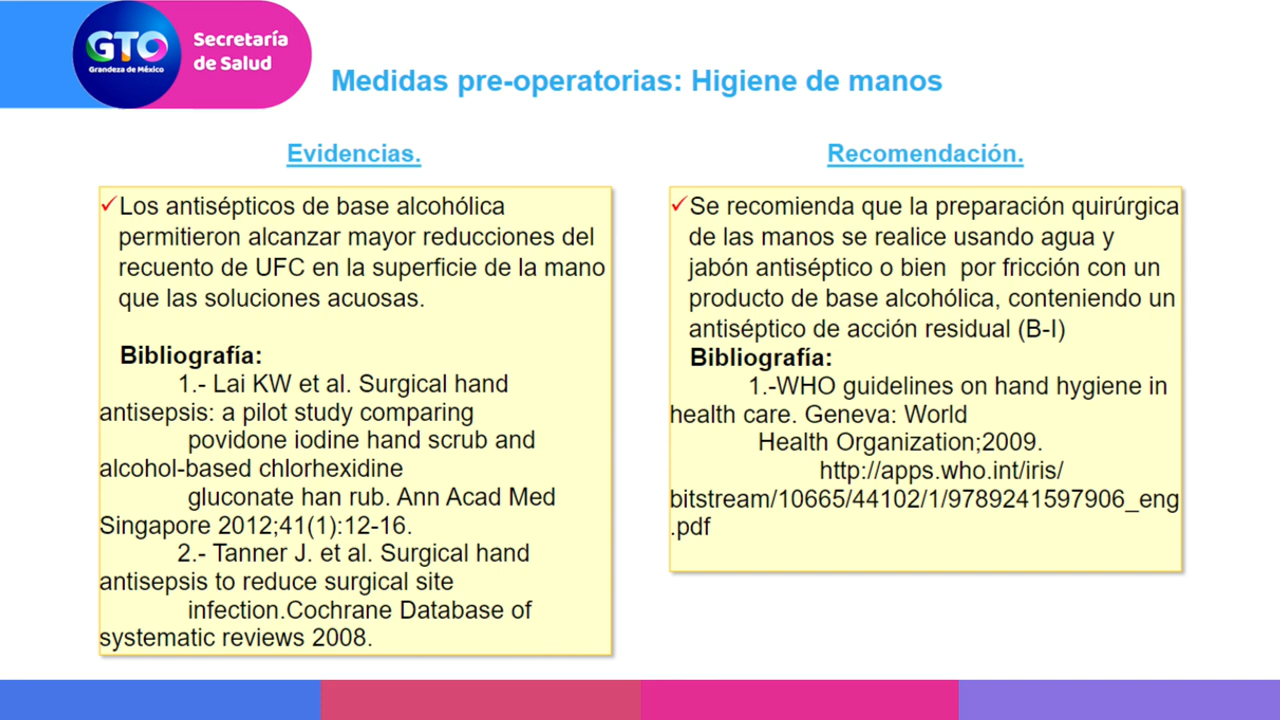 GTO
Grandeza de México
Secretaría
de Salud
Medidas pre-operatorias: Higiene de manos
Evidencias.
✓Los antisépticos de base alcohólica
permitieron alcanzar mayor reducciones del
recuento de UFC en la superficie de la mano
que las soluciones acuosas.
Bibliografía:
1.- Lai KW et al. Surgical hand
antisepsis: a pilot study comparing
povidone iodine hand scrub and
alcohol-based chlorhexidine
gluconate han rub. Ann Acad Med
Singapore 2012;41(1):12-16.
2.- Tanner J. et al. Surgical hand
antisepsis to reduce surgical site
infection.Cochrane Database of
systematic reviews 2008.
Recomendación.
✓Se recomienda que la preparación quirúrgica
de las manos se realice usando agua y
jabón antiséptico o bien  por fricción con un
producto de base alcohólica, conteniendo un
antiséptico de acción residual (B-I)
Bibliografía:
1.-WHO guidelines on hand hygiene in
health care. Geneva: World
Health Organization;2009.
http://apps.who.int/iris/
bitstream/10665/44102/1/9789241597906_eng
.pdf